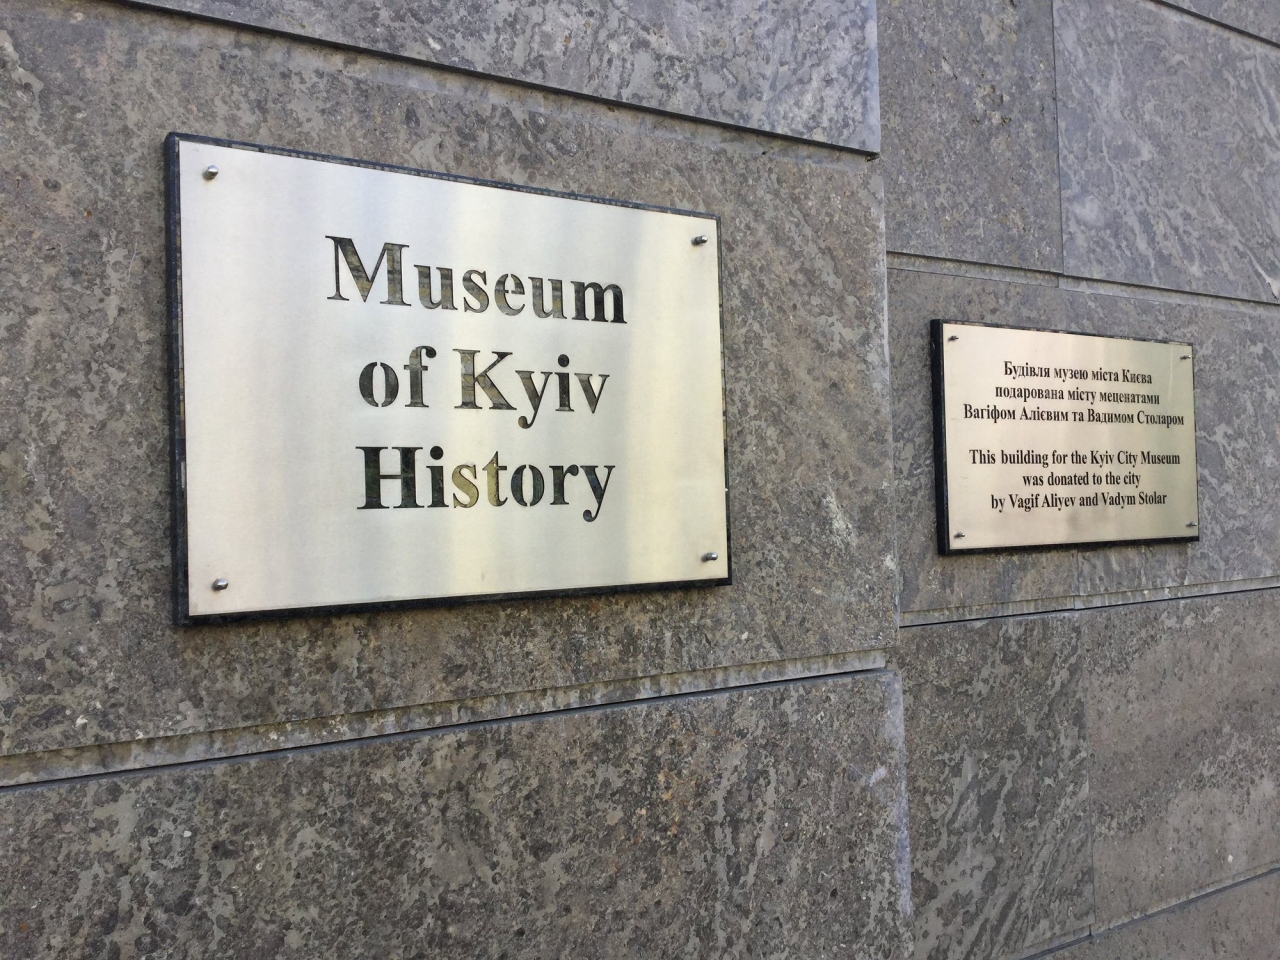 Museum
of Kyiv
History
Будівля музею міста Києва
подарована місту меценатами
Вагіфом Алієвим та Вадимом Столаром
This building for the Kyiv City Museum
was donated to the city
by Vagif Aliyev and Vadym Stolar